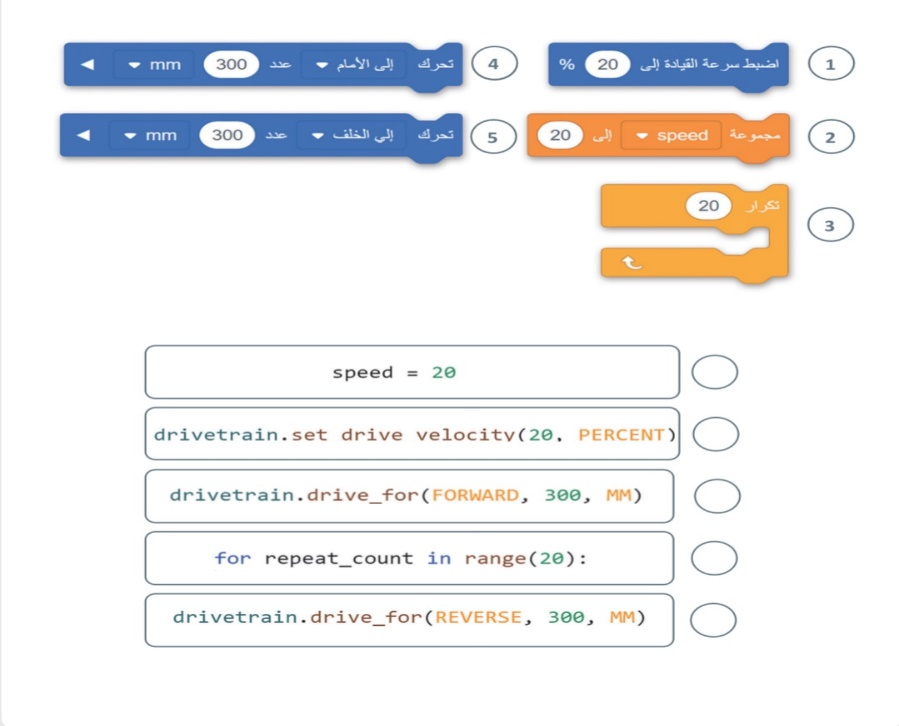 1 اضبط سرعة القيادة إلى 20 %
4 تحرك إلى الأمام عدد 300 mm
2 مجموعة speed إلى 20
5 تحرك إلى الخلف عدد 300 mm
3 تكرار 20
speed = 20
drivetrain.set drive velocity(20, PERCENT)
drivetrain.drive_for(FORWARD, 300, MM)
for repeat_count in range(20):
drivetrain.drive_for(REVERSE, 300, MM)